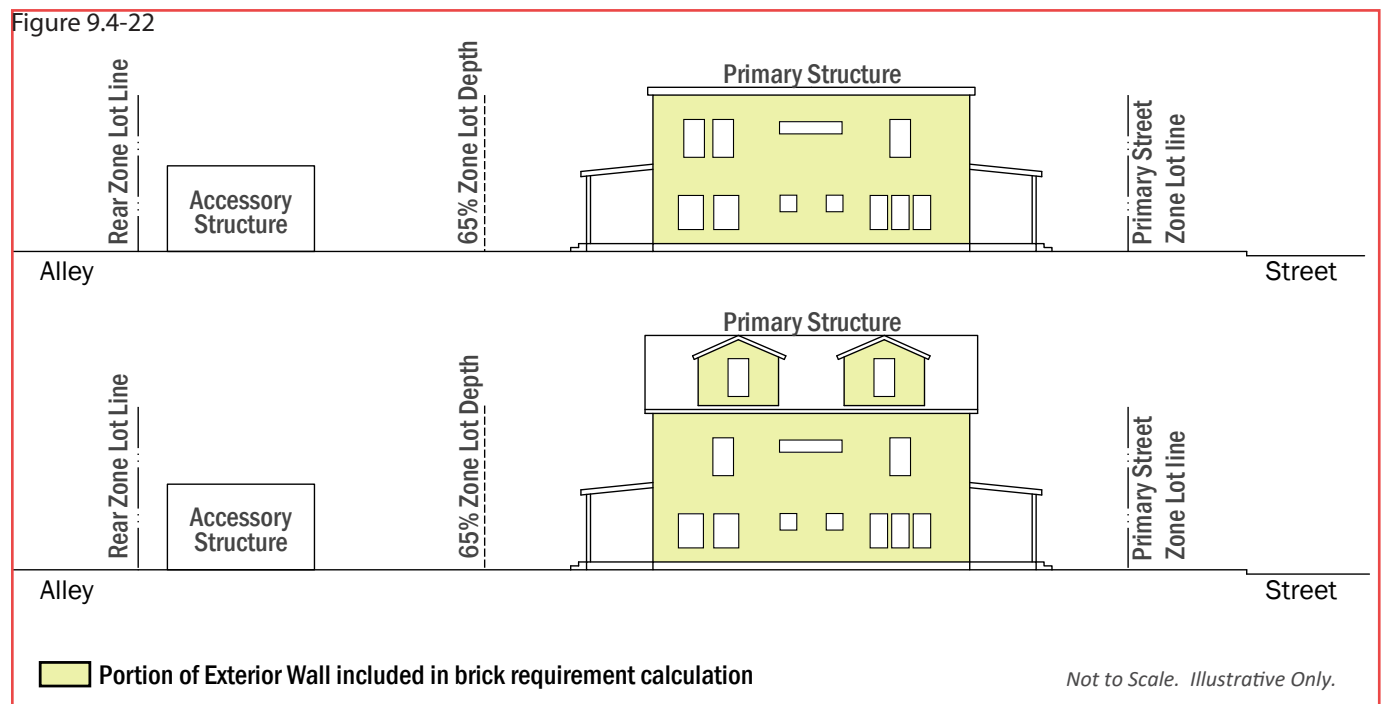 Figure 9.4-22
Rear Zone Lot Line
Accessory
Structure
65% Zone Lot Depth
Primary Structure
Primary Street
Zone Lot line
Alley
Street
Rear Zone Lot Line
Accessory
Structure
65% Zone Lot Depth
Primary Structure
Primary Street
Zone Lot line
Alley
Street
Portion of Exterior Wall included in brick requirement calculation
Not to Scale. Illustrative Only.